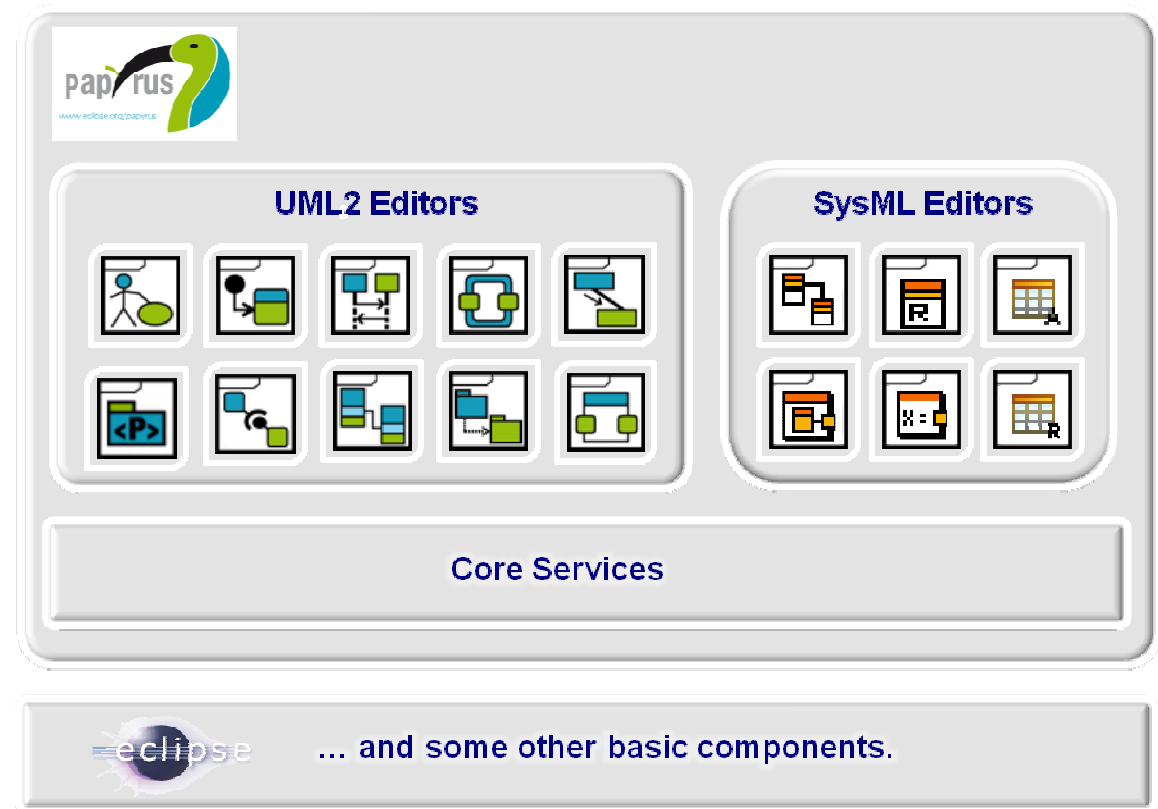 papyrus
www.eclipse.org/papyrus
UML2 Editors
SysML Editors
R
A
<P>
X =
R
Core Services
eclipse
... and some other basic components.